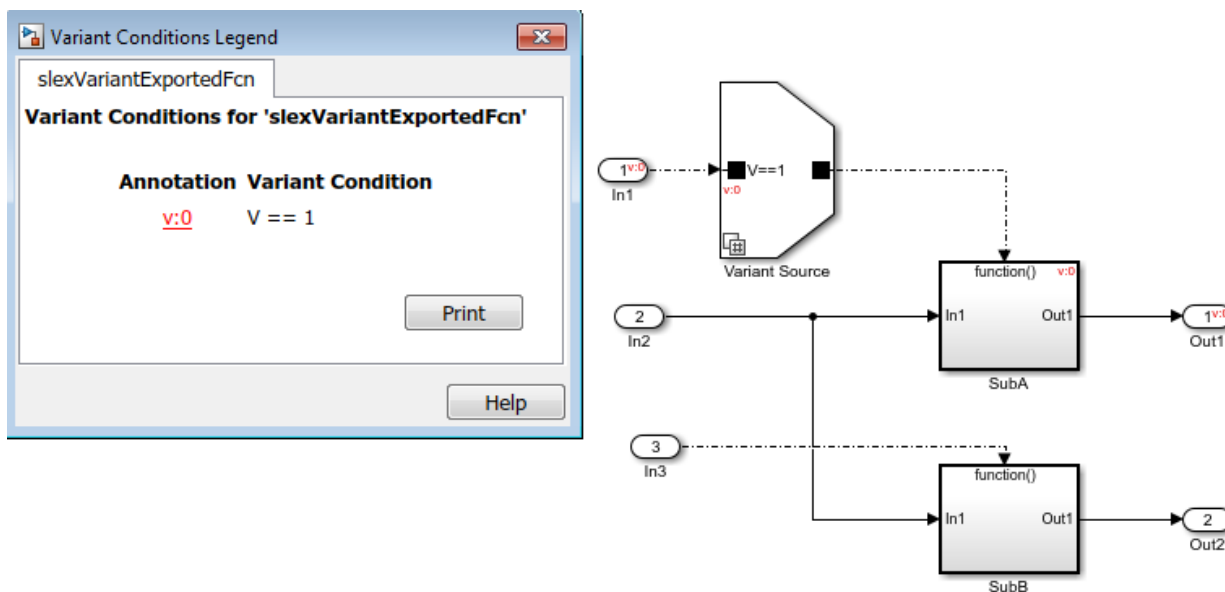 Variant Conditions Legend
slexVariantExportedFcn
Variant Conditions for 'slexVariantExportedFcn'
Annotation Variant Condition
v:0 V == 1
Print
Help
1 v:0
In1
V==1
v:0
Variant Source
function() v:0
In1 Out1
SubA
1 v:0
Out1
2
In2
3
In3
function()
In1 Out1
SubB
2
Out2